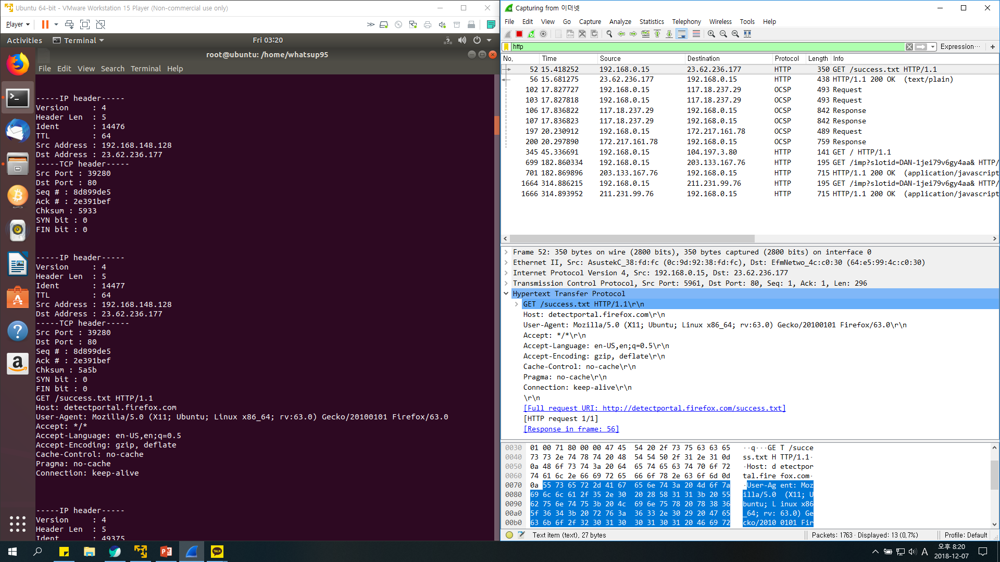 Ubuntu 64-bit - VMware Workstation 15 Player (Non-commercial use only)
Player
Activities
Terminal
Fri 03:20
root@ubuntu: /home/whatsup95
File Edit View Search Terminal Help
-----IP header-----
Version : 4
Header Len : 5
Ident : 14476
TTL : 64
Src Address : 192.168.148.128
Dst Address : 23.62.236.177
-----TCP header-----
Src Port : 39280
Dst Port : 80
Seq # : 8d899de5
Ack # : 2e391bef
Chksum : 5933
SYN bit : 0
FIN bit : 0
-----IP header-----
Version : 4
Header Len : 5
Ident : 14477
TTL : 64
Src Address : 192.168.148.128
Dst Address : 23.62.236.177
-----TCP header-----
Src Port : 39280
Dst Port : 80
Seq # : 8d899de5
Ack # : 2e391bef
Chksum : 5a5b
SYN bit : 0
FIN bit : 0
GET /success.txt HTTP/1.1
Host: detectportal.firefox.com
User-Agent: Mozilla/5.0 (X11; Ubuntu; Linux x86_64; rv:63.0) Gecko/20100101 Firefox/63.0
Accept: */*
Accept-Language: en-US,en;q=0.5
Accept-Encoding: gzip, deflate
Cache-Control: no-cache
Pragma: no-cache
Connection: keep-alive
-----IP header-----
Version : 4
Header Len : 5
Ident : 49375
Capturing from 이더넷
File Edit View Go Capture Analyze Statistics Telephony Wireless Tools Help
http
Expression…
No. Time Source Destination Protocol Length Info
52 15.418252 192.168.0.15 23.62.236.177 HTTP 350 GET /success.txt HTTP/1.1
56 15.681275 23.62.236.177 192.168.0.15 HTTP 438 HTTP/1.1 200 OK (text/plain)
102 17.827727 192.168.0.15 117.18.237.29 OCSP 493 Request
103 17.827818 192.168.0.15 117.18.237.29 OCSP 493 Request
106 17.836822 117.18.237.29 192.168.0.15 OCSP 842 Response
107 17.836823 117.18.237.29 192.168.0.15 OCSP 842 Response
197 20.230912 192.168.0.15 172.217.161.78 OCSP 489 Request
200 20.297890 172.217.161.78 192.168.0.15 OCSP 759 Response
345 45.336691 192.168.0.15 104.197.3.80 HTTP 141 GET / HTTP/1.1
699 182.860334 192.168.0.15 203.133.167.76 HTTP 195 GET /imp?slotid=DAN-1jei79v6gy4aa& HTTP/
701 182.869896 203.133.167.76 192.168.0.15 HTTP 715 HTTP/1.1 200 OK (application/javascript
1664 314.886215 192.168.0.15 211.231.99.76 HTTP 195 GET /imp?slotid=DAN-1jei79v6gy4aa& HTTP/
1666 314.893952 211.231.99.76 192.168.0.15 HTTP 715 HTTP/1.1 200 OK (application/javascript
Frame 52: 350 bytes on wire (2800 bits), 350 bytes captured (2800 bits) on interface 0
Ethernet II, Src: AsustekC_38:fd:fc (0c:9d:92:38:fd:fc), Dst: EfmNetwo_4c:c0:30 (64:e5:99:4c:c0:30)
Internet Protocol Version 4, Src: 192.168.0.15, Dst: 23.62.236.177
Transmission Control Protocol, Src Port: 5961, Dst Port: 80, Seq: 1, Ack: 1, Len: 296
Hypertext Transfer Protocol
GET /success.txt HTTP/1.1\r\n
Host: detectportal.firefox.com\r\n
User-Agent: Mozilla/5.0 (X11; Ubuntu; Linux x86_64; rv:63.0) Gecko/20100101 Firefox/63.0\r\n
Accept: */*\r\n
Accept-Language: en-US,en;q=0.5\r\n
Accept-Encoding: gzip, deflate\r\n
Cache-Control: no-cache\r\n
Pragma: no-cache\r\n
Connection: keep-alive\r\n
\r\n
[Full request URI: http://detectportal.firefox.com/success.txt]
[HTTP request 1/1]
[Response in frame: 56]
0030 01 00 71 80 00 00 47 45 54 20 2f 73 75 63 63 65 ··q···GE T /succe
0040 73 73 2e 74 78 74 20 48 54 54 50 2f 31 2e 31 0d ss.txt H TTP/1.1·
0050 0a 48 6f 73 74 3a 20 64 65 74 65 63 74 70 6f 72 ·Host: d etectpor
0060 74 61 6c 2e 66 69 72 65 66 6f 78 2e 63 6f 6d 0d tal.fire fox.com·
0070 0a 55 73 65 72 2d 41 67 65 6e 74 3a 20 4d 6f 7a ·User-Ag ent: Moz
0080 69 6c 6c 61 2f 35 2e 30 20 28 58 31 31 3b 20 55 illa/5.0 (X11; U
0090 62 75 6e 74 75 3b 20 4c 69 6e 75 78 20 78 38 36 buntu; L inux x86
00a0 5f 36 34 3b 20 72 76 3a 36 33 2e 30 29 20 47 65 _64; rv: 63.0) Ge
00b0 63 6b 6f 2f 32 30 31 30 30 31 30 31 20 46 69 72 cko/2010 0101 Fir
Text item (text), 27 bytes
Packets: 1763 · Displayed: 13 (0,7%)
Profile: Default
TALK
A
오후 8:20
2018-12-07